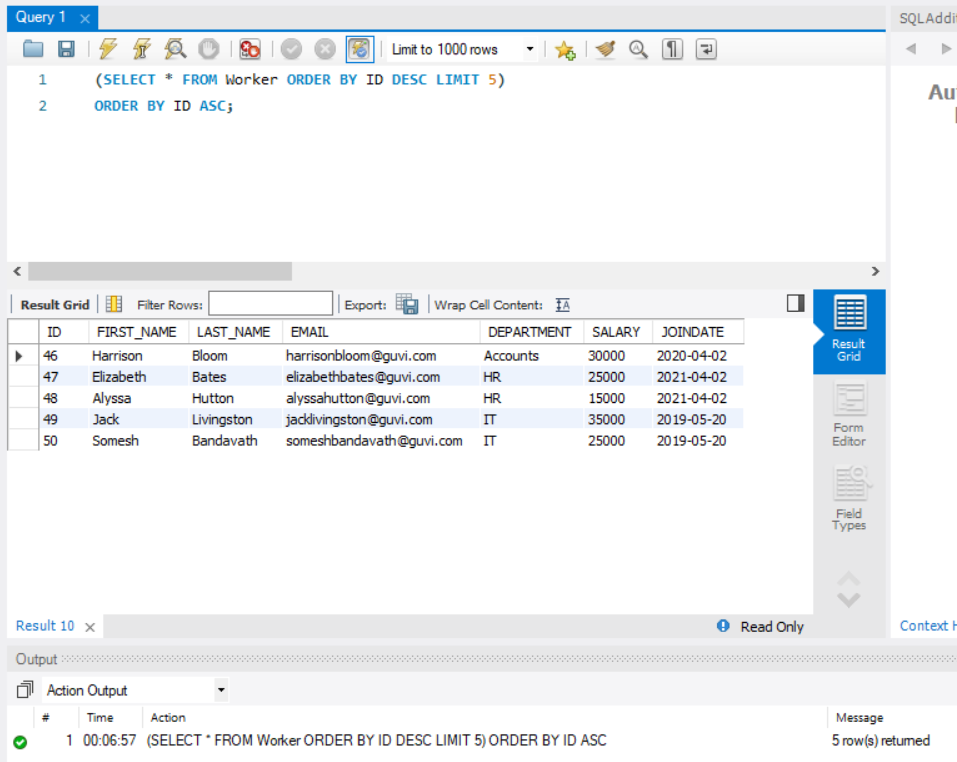 Query 1
SQLAddit
Limit to 1000 rows
1 (SELECT * FROM Worker ORDER BY ID DESC LIMIT 5)
2 ORDER BY ID ASC;
Au
Result Grid Filter Rows: Export: Wrap Cell Content: IA
ID FIRST_NAME LAST_NAME EMAIL DEPARTMENT SALARY JOINDATE
46 Harrison Bloom harrisonbloom@guvi.com Accounts 30000 2020-04-02
47 Elizabeth Bates elizabethbates@guvi.com HR 25000 2021-04-02
48 Alyssa Hutton alyssahutton@guvi.com HR 15000 2021-04-02
49 Jack Livingston jacklivingston@guvi.com IT 35000 2019-05-20
50 Somesh Bandavath someshbandavath@guvi.com IT 25000 2019-05-20
Result
Grid
Form
Editor
Field
Types
Result 10
Read Only
Context H
Output
Action Output
# Time Action Message
1 00:06:57 (SELECT * FROM Worker ORDER BY ID DESC LIMIT 5) ORDER BY ID ASC 5 row(s) returned